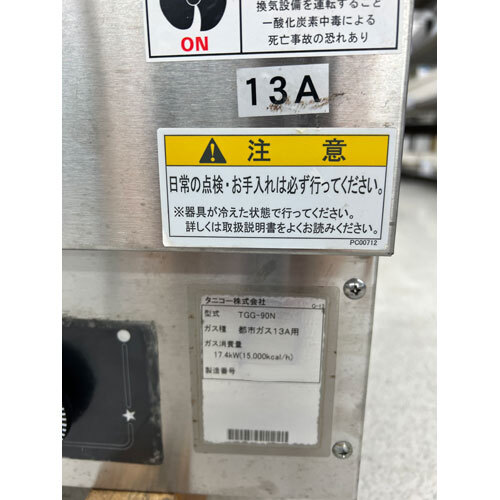 換気設備を運転すること
一酸化炭素中毒による
死亡事故の恐れあり
ON
13A
注意
日常の点検・お手入れは必ず行ってください。
※器具が冷えた状態で行ってください。
詳しくは取扱説明書をよくお読みください。
PC00712
タニコー株式会社
型式 TGG-90N
ガス種 都市ガス13A用
ガス消費量
17.4kW(15,000kcal/h)
製造番号